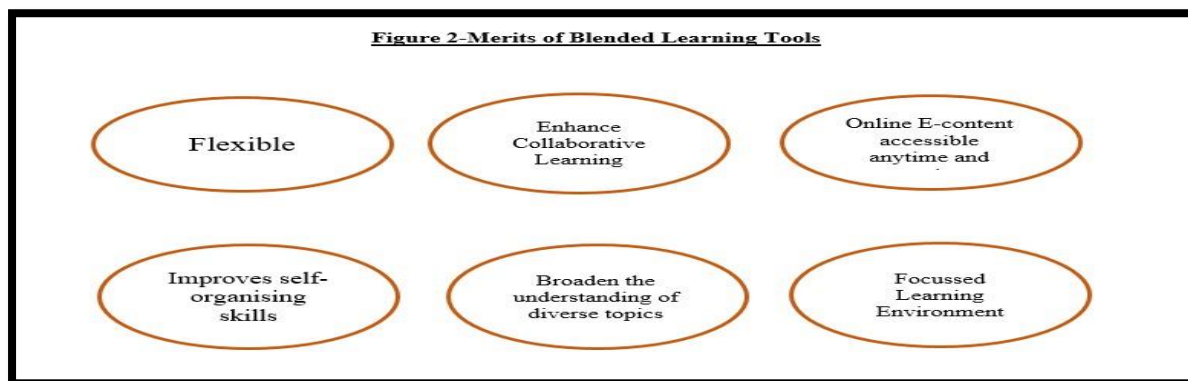 Figure 2-Merits of Blended Learning Tools
Flexible
Enhance
Collaborative
Learning
Online E-content
accessible
anytime and
Improves self-
organising
skills
Broaden the
understanding of
diverse topics
Focussed
Learning
Environment